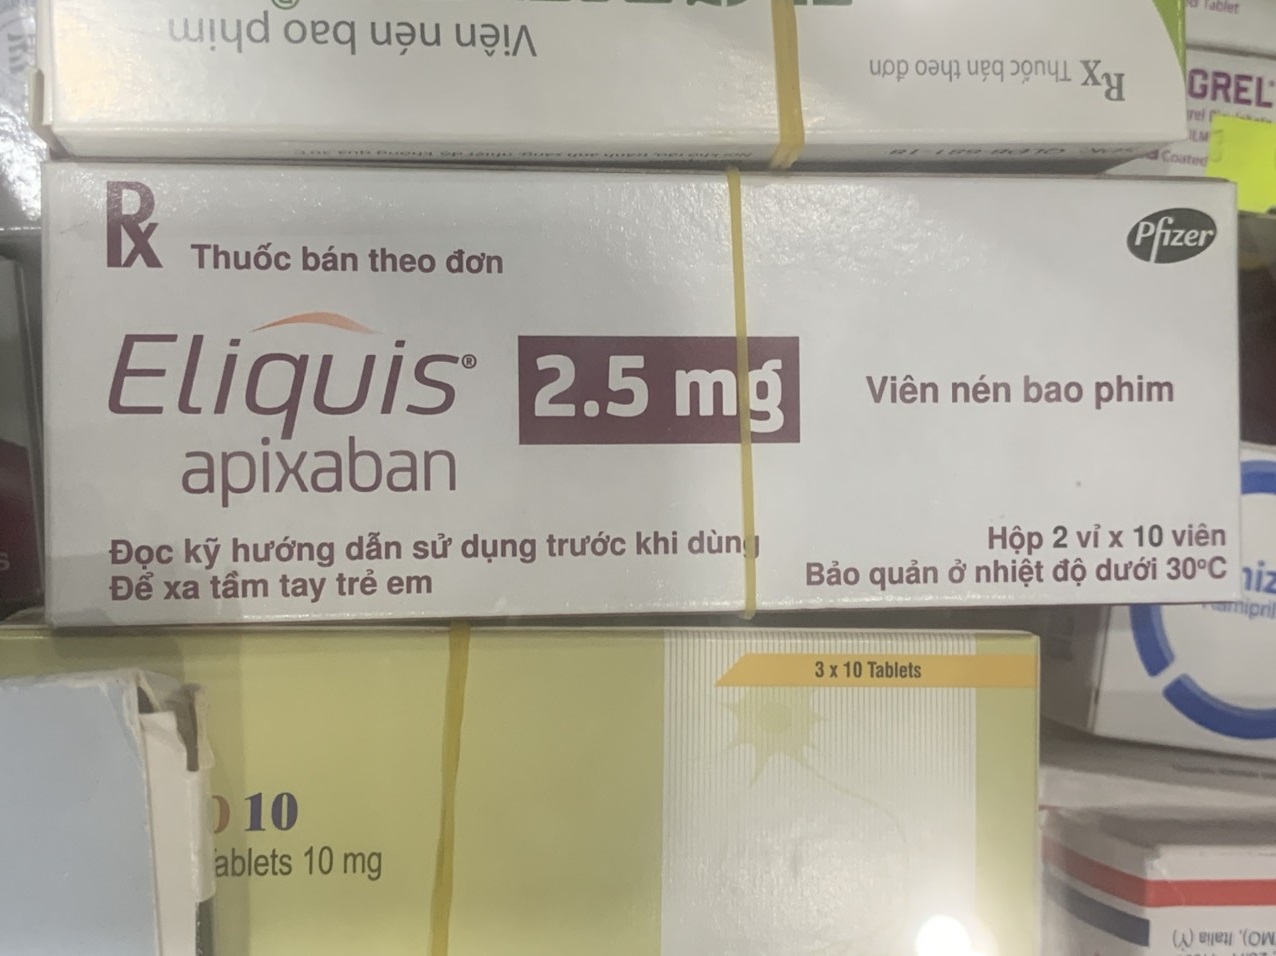 Viên nén bao phim
Rx Thuốc bán theo đơn
Tablet
GREL
Coated
Rx Thuốc bán theo đơn
Pfizer
Eliquis®
apixaban
2.5 mg
Viên nén bao phim
Đọc kỹ hướng dẫn sử dụng trước khi dùng
Để xa tầm tay trẻ em
Hộp 2 vỉ x 10 viên
Bảo quản ở nhiệt độ dưới 30°C
3 x 10 Tablets
10
ablets 10 mg
Italia (Ý)